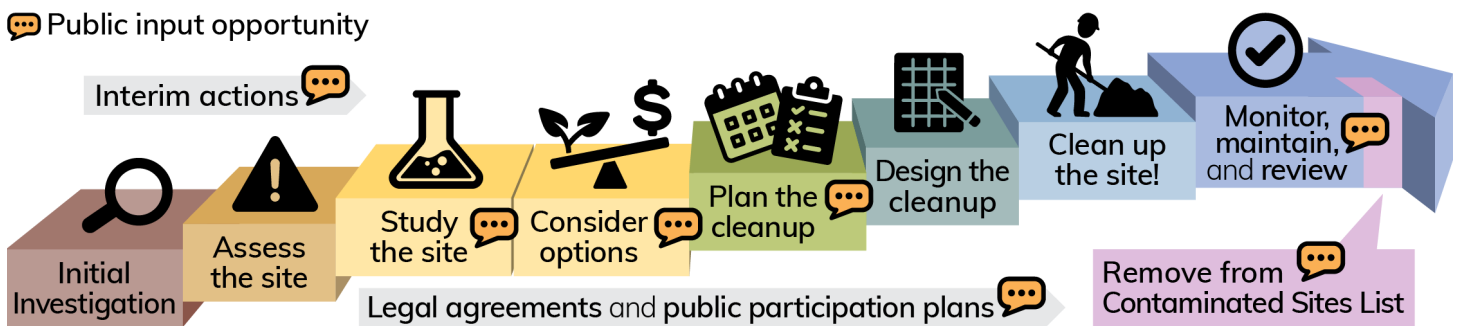 Public input opportunity
Interim actions
Initial
Investigation
Assess
the site
Study
the site
Consider
options
Plan the
cleanup
Design the
cleanup
Clean up
the site!
Monitor,
maintain,
and review
Legal agreements and public participation plans
Remove from
Contaminated Sites List